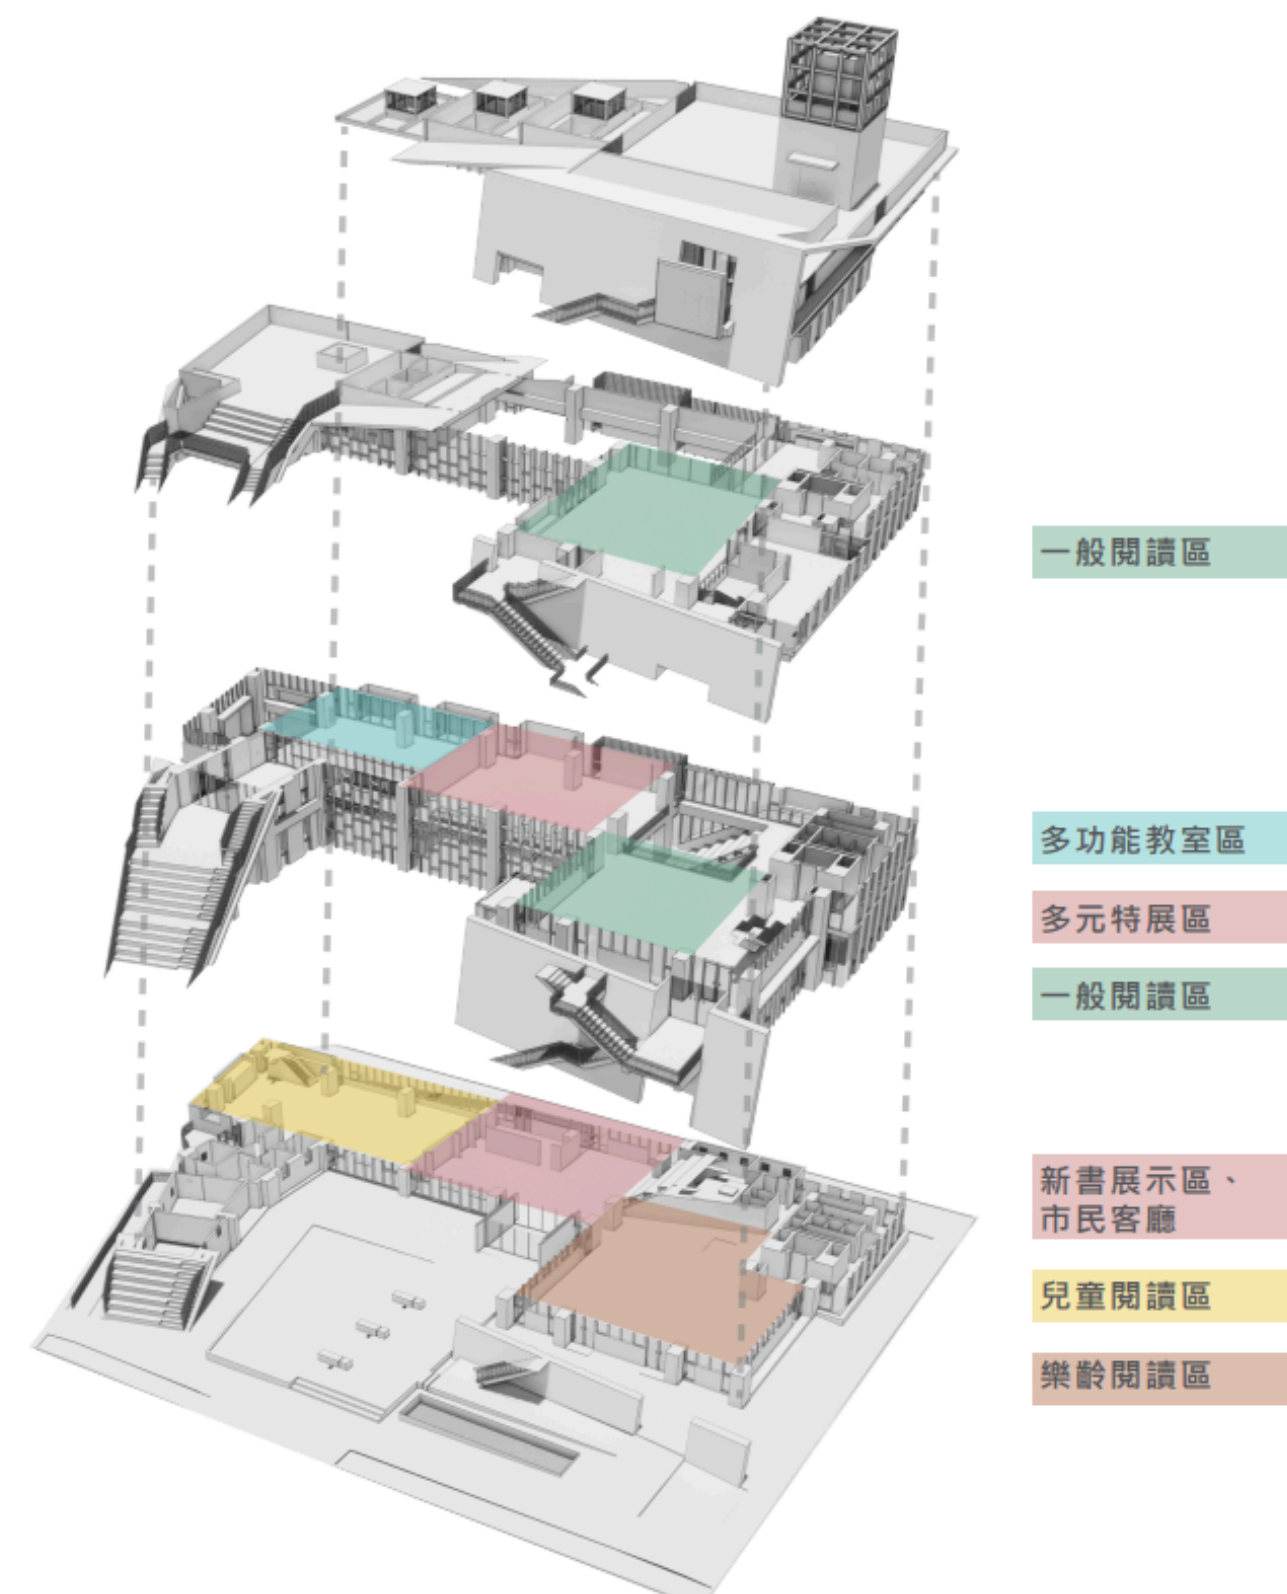 一般閱讀區
多功能教室區
多元特展區
一般閱讀區
新書展示區、
市民客廳
兒童閱讀區
樂齡閱讀區